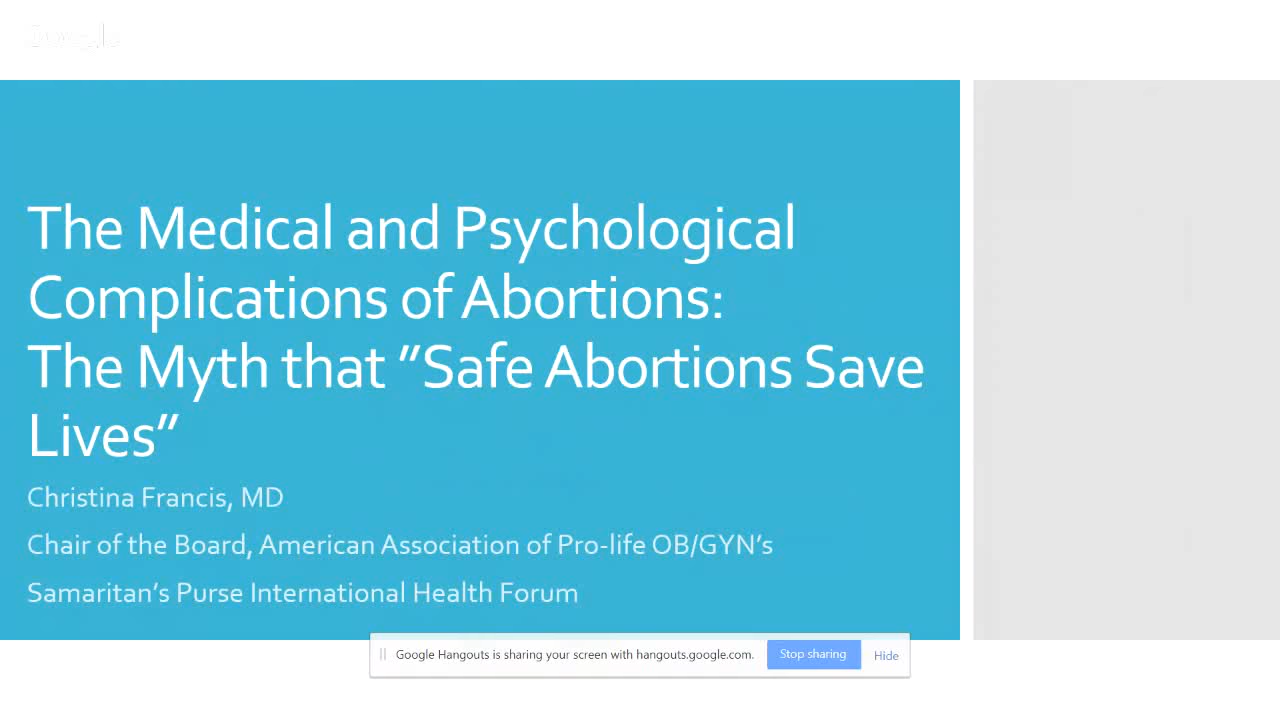 The Medical and Psychological
Complications of Abortions:
The Myth that "Safe Abortions Save
Lives"
Christina Francis, MD
Chair of the Board, American Association of Pro-life OB/GYN's
Samaritan's Purse International Health Forum
Google Hangouts is sharing your screen with hangouts.google.com. Stop sharing Hide